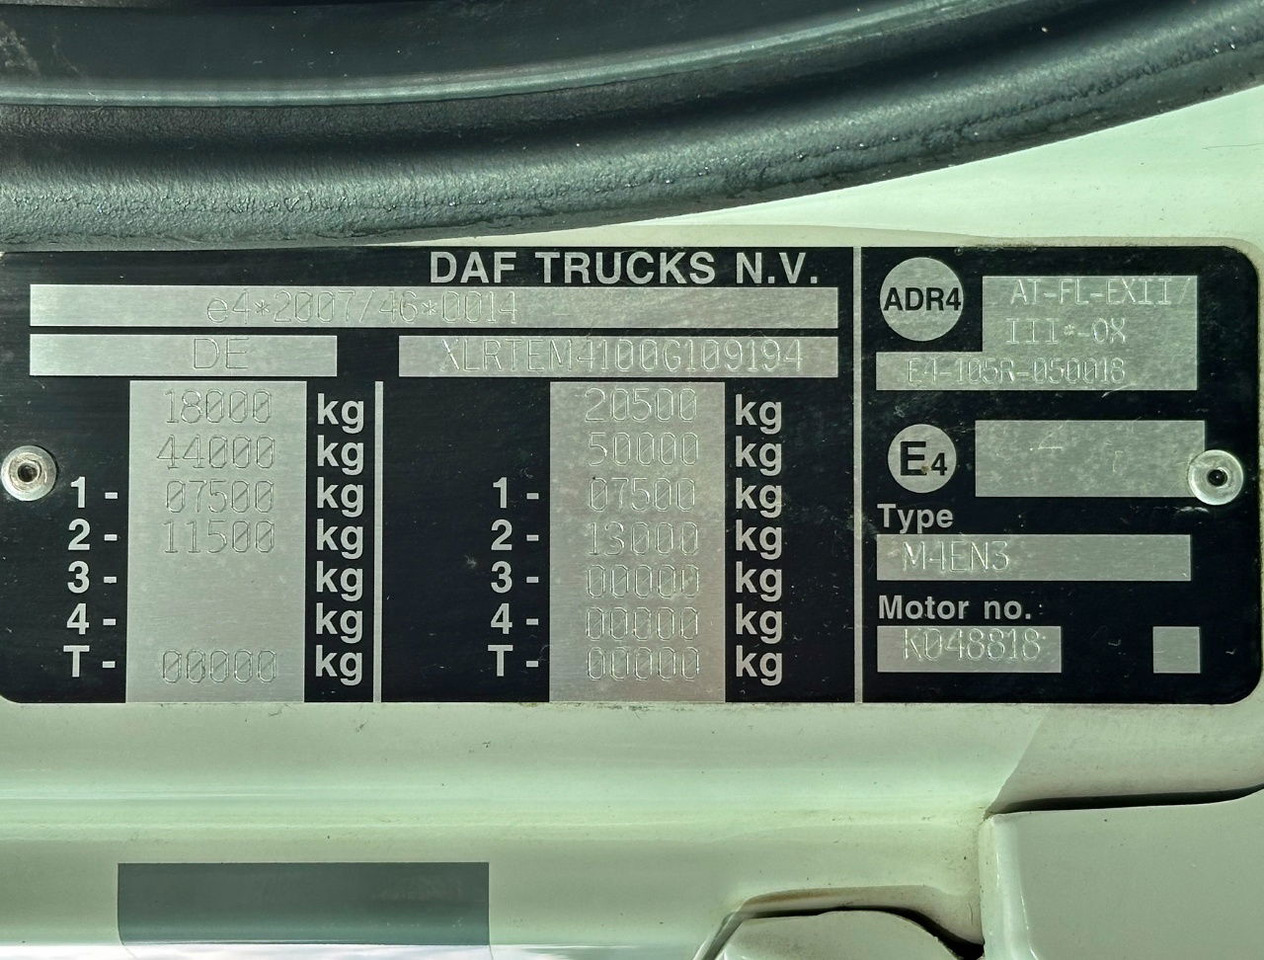 DAF TRUCKS N.V.
e4*2007/46*0014
DE XLRTEM4100G109194
18000 kg 20500 kg
44000 kg 50000 kg
1- 07500 kg 1- 07500 kg
2- 11500 kg 2- 13000 kg
3- kg 3- 00000 kg
4- kg 4- 00000 kg
T- 00000 kg T- 00000 kg
ADR4 AT-FL-EXII/
III*-OX
E4-105R-050018
E4 -
Type
M4EN3
Motor no.
K048818